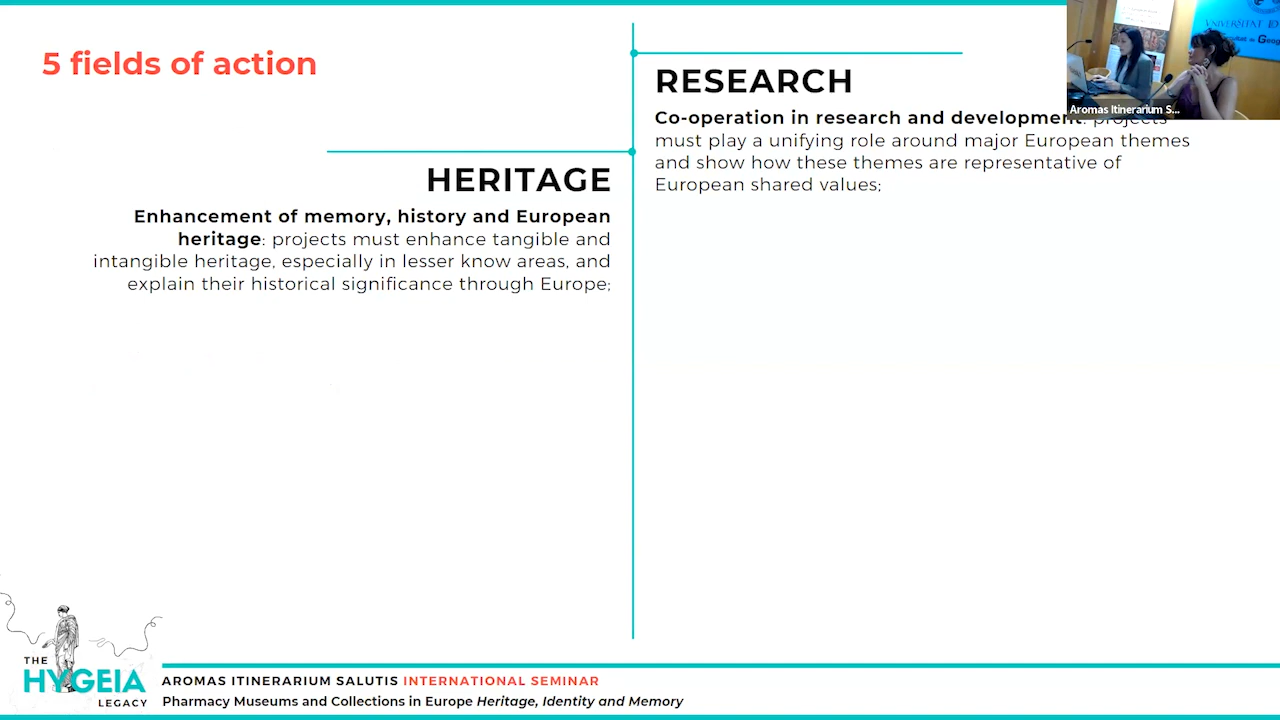 5 fields of action
RESEARCH
Co-operation in research and development: projects
must play a unifying role around major European themes
and show how these themes are representative of
European shared values;
HERITAGE
Enhancement of memory, history and European
heritage: projects must enhance tangible and
intangible heritage, especially in lesser know areas, and
explain their historical significance through Europe;
Aromas Itinerarium S...
THE
HYGEIA
LEGACY
AROMAS ITINERARIUM SALUTIS INTERNATIONAL SEMINAR
Pharmacy Museums and Collections in Europe Heritage, Identity and Memory